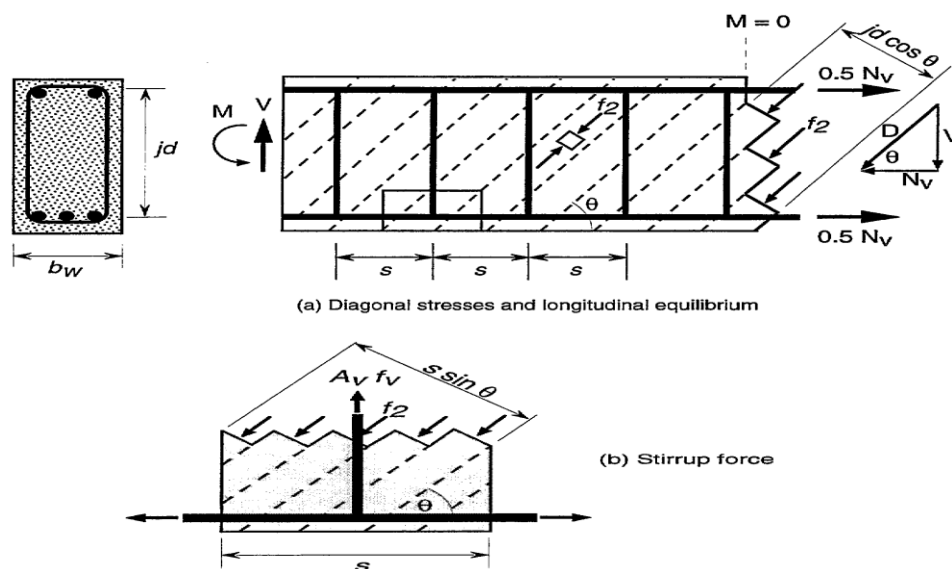 M = 0
jd cos θ
0.5 Nv
M
V
f2
f2
D
V
θ
Nv
jd
θ
0.5 Nv
bw
s
s
s
(a) Diagonal stresses and longitudinal equilibrium
Av fv
s sin θ
f2
(b) Stirrup force
θ
s